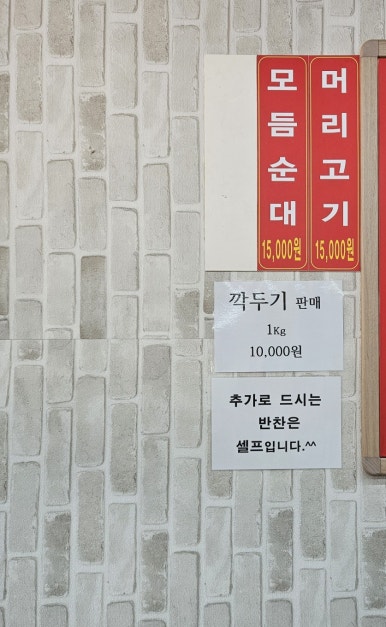 모듬순대
15,000원
머리고기
15,000원
깍두기 판매
1Kg
10,000원
추가로 드시는
반찬은
셀프입니다.^^